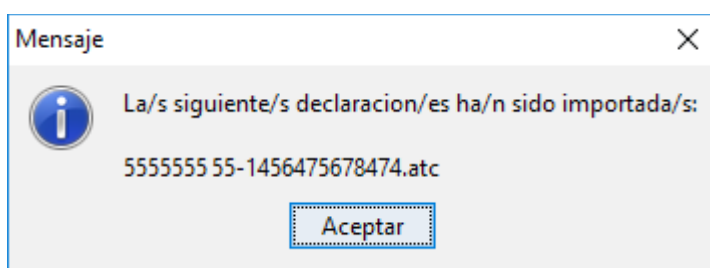 Mensaje
La/s siguiente/s declaracion/es ha/n sido importada/s:
5555555 55-1456475678474.atc
Aceptar